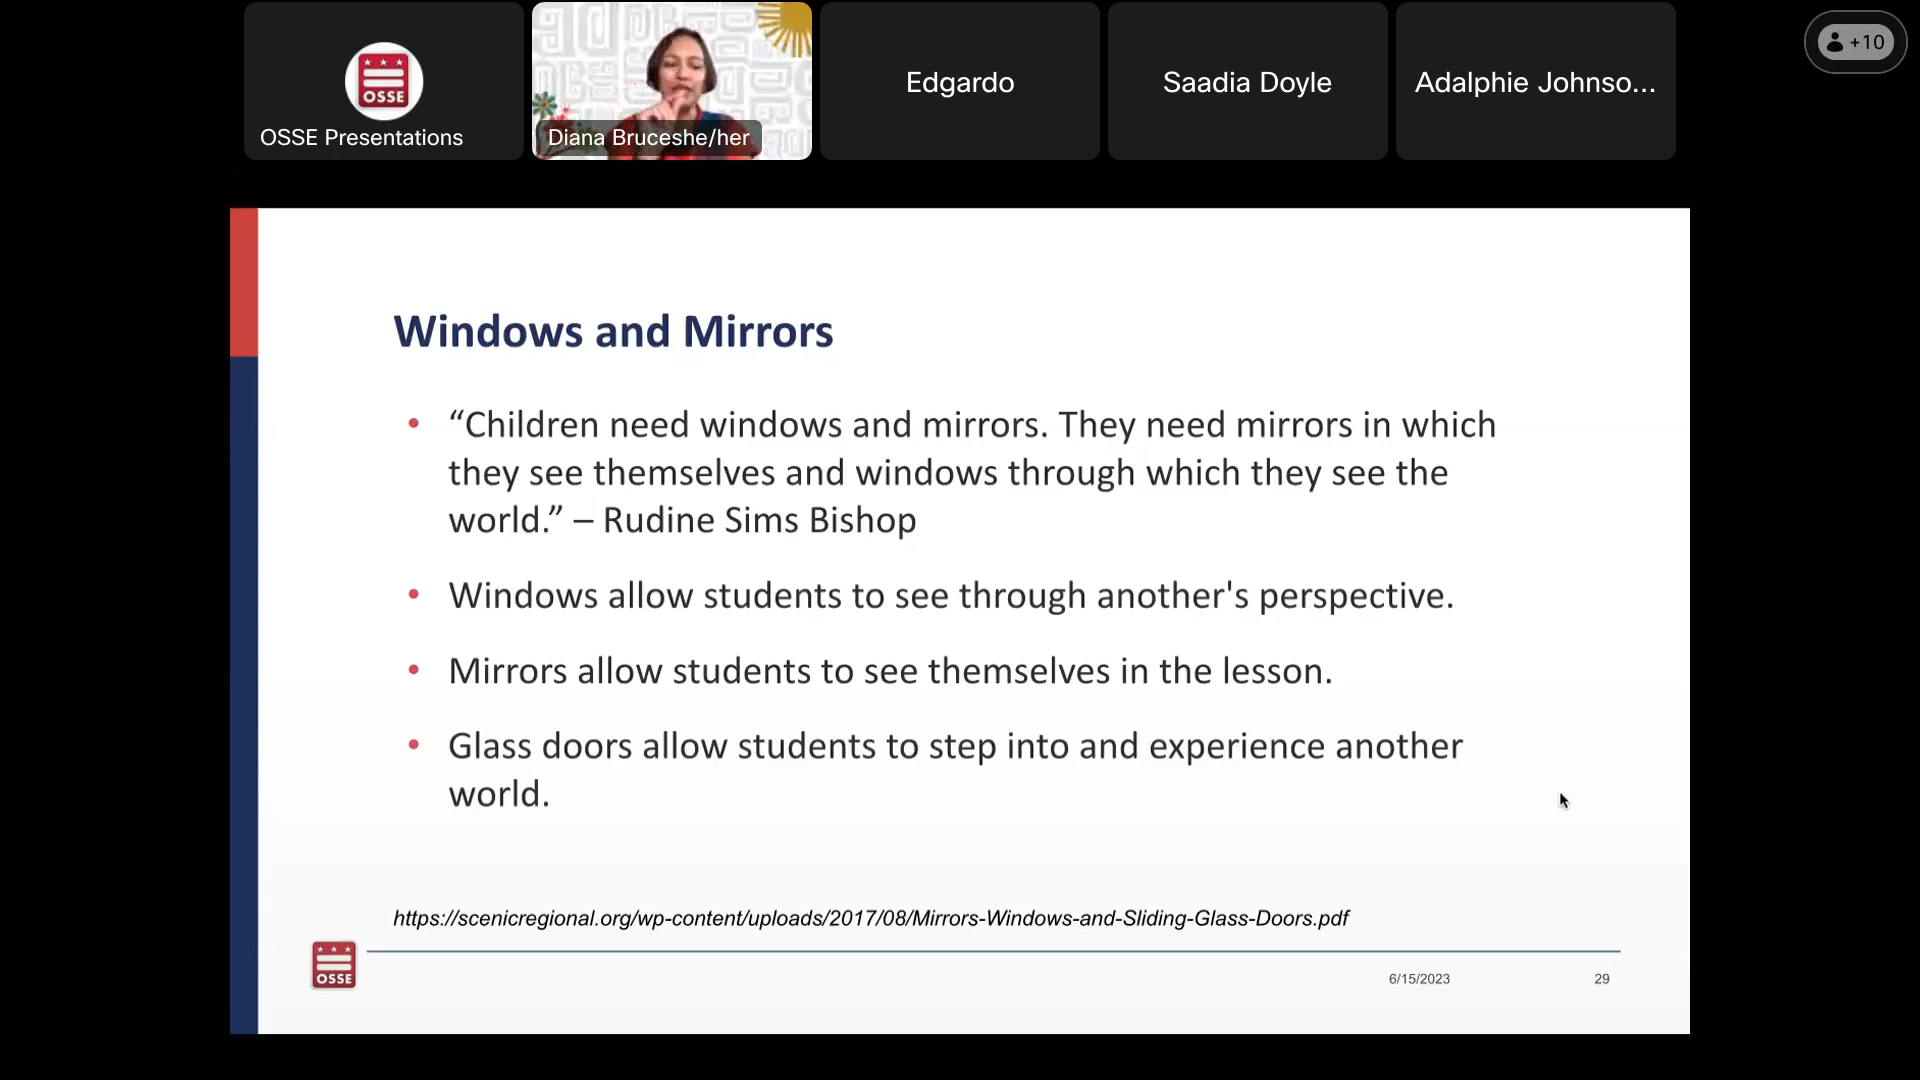 OSSE
OSSE Presentations
Diana Bruceshe/her
Edgardo
Saadia Doyle
Adalphie Johnso...
+10
Windows and Mirrors
• “Children need windows and mirrors. They need mirrors in which
they see themselves and windows through which they see the
world.” – Rudine Sims Bishop
• Windows allow students to see through another's perspective.
• Mirrors allow students to see themselves in the lesson.
• Glass doors allow students to step into and experience another
world.
https://scenicregional.org/wp-content/uploads/2017/08/Mirrors-Windows-and-Sliding-Glass-Doors.pdf
OSSE
6/15/2023
29